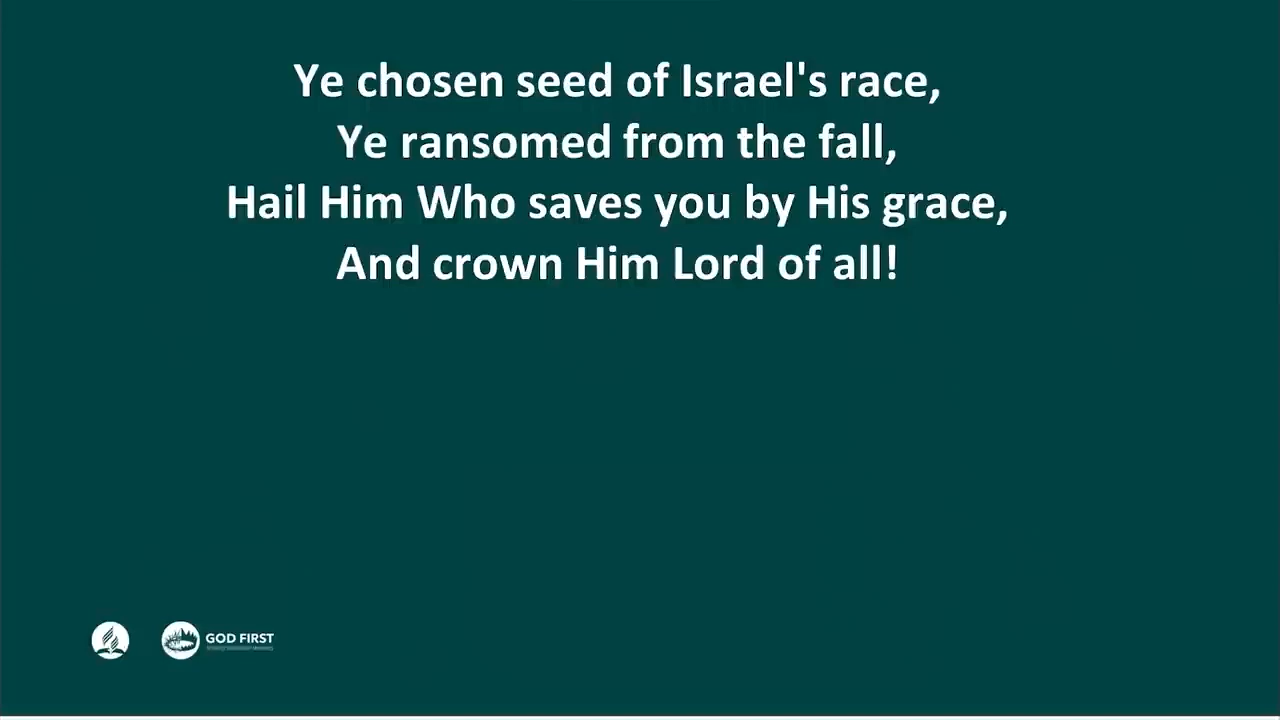 Ye chosen seed of Israel's race,
Ye ransomed from the fall,
Hail Him Who saves you by His grace,
And crown Him Lord of all!
GOD FIRST